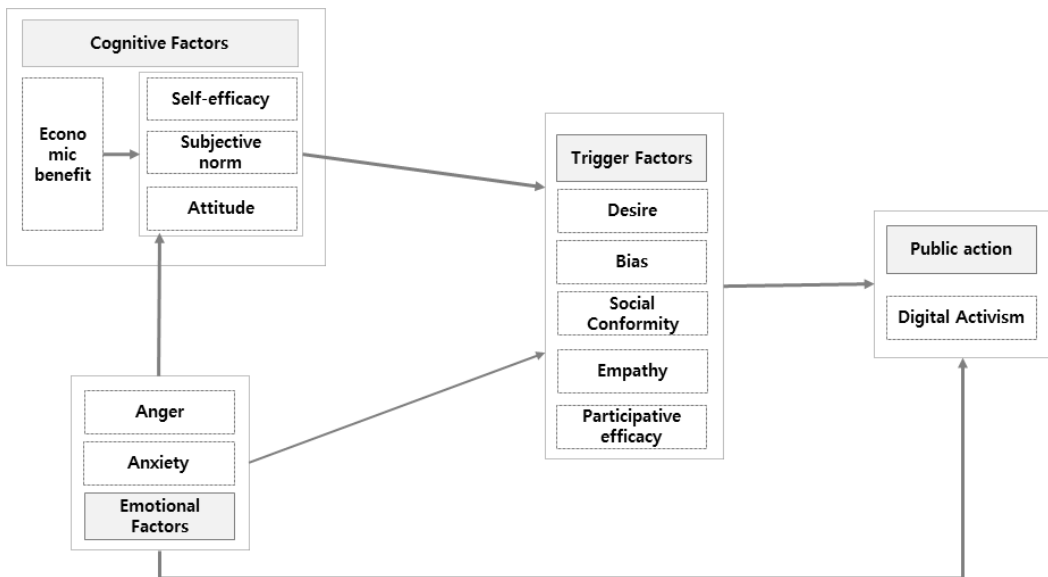 Cognitive Factors
Econo
mic
benefit
Self-efficacy
Subjective
norm
Attitude
Trigger Factors
Desire
Bias
Social
Conformity
Empathy
Participative
efficacy
Public action
Digital Activism
Anger
Anxiety
Emotional
Factors